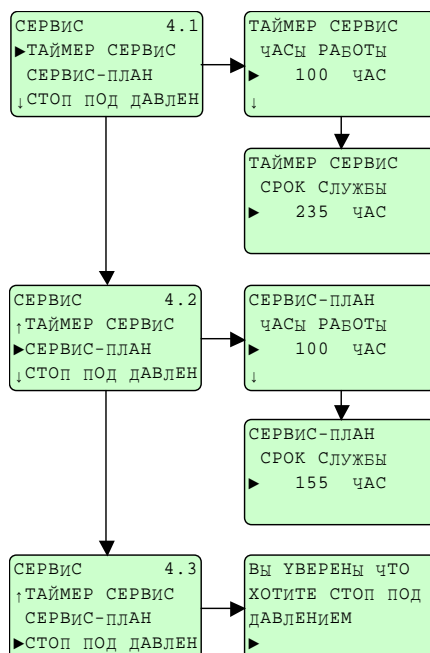 СЕРВИС 4.1
►ТАЙМЕР СЕРВИС
СЕРВИС-ПЛАН
↓СТОП ПОД ДАВЛЕН
ТАЙМЕР СЕРВИС
ЧАСЫ РАБОТЫ
► 100 ЧАС
↓
ТАЙМЕР СЕРВИС
СРОК СЛУЖБЫ
► 235 ЧАС
СЕРВИС 4.2
↑ТАЙМЕР СЕРВИС
►СЕРВИС-ПЛАН
↓СТОП ПОД ДАВЛЕН
СЕРВИС-ПЛАН
ЧАСЫ РАБОТЫ
► 100 ЧАС
↓
СЕРВИС-ПЛАН
СРОК СЛУЖБЫ
► 155 ЧАС
СЕРВИС 4.3
↑ТАЙМЕР СЕРВИС
СЕРВИС-ПЛАН
►СТОП ПОД ДАВЛЕН
ВЫ УВЕРЕНЫ ЧТО
ХОТИТЕ СТОП ПОД
ДАВЛЕНИЕМ
►